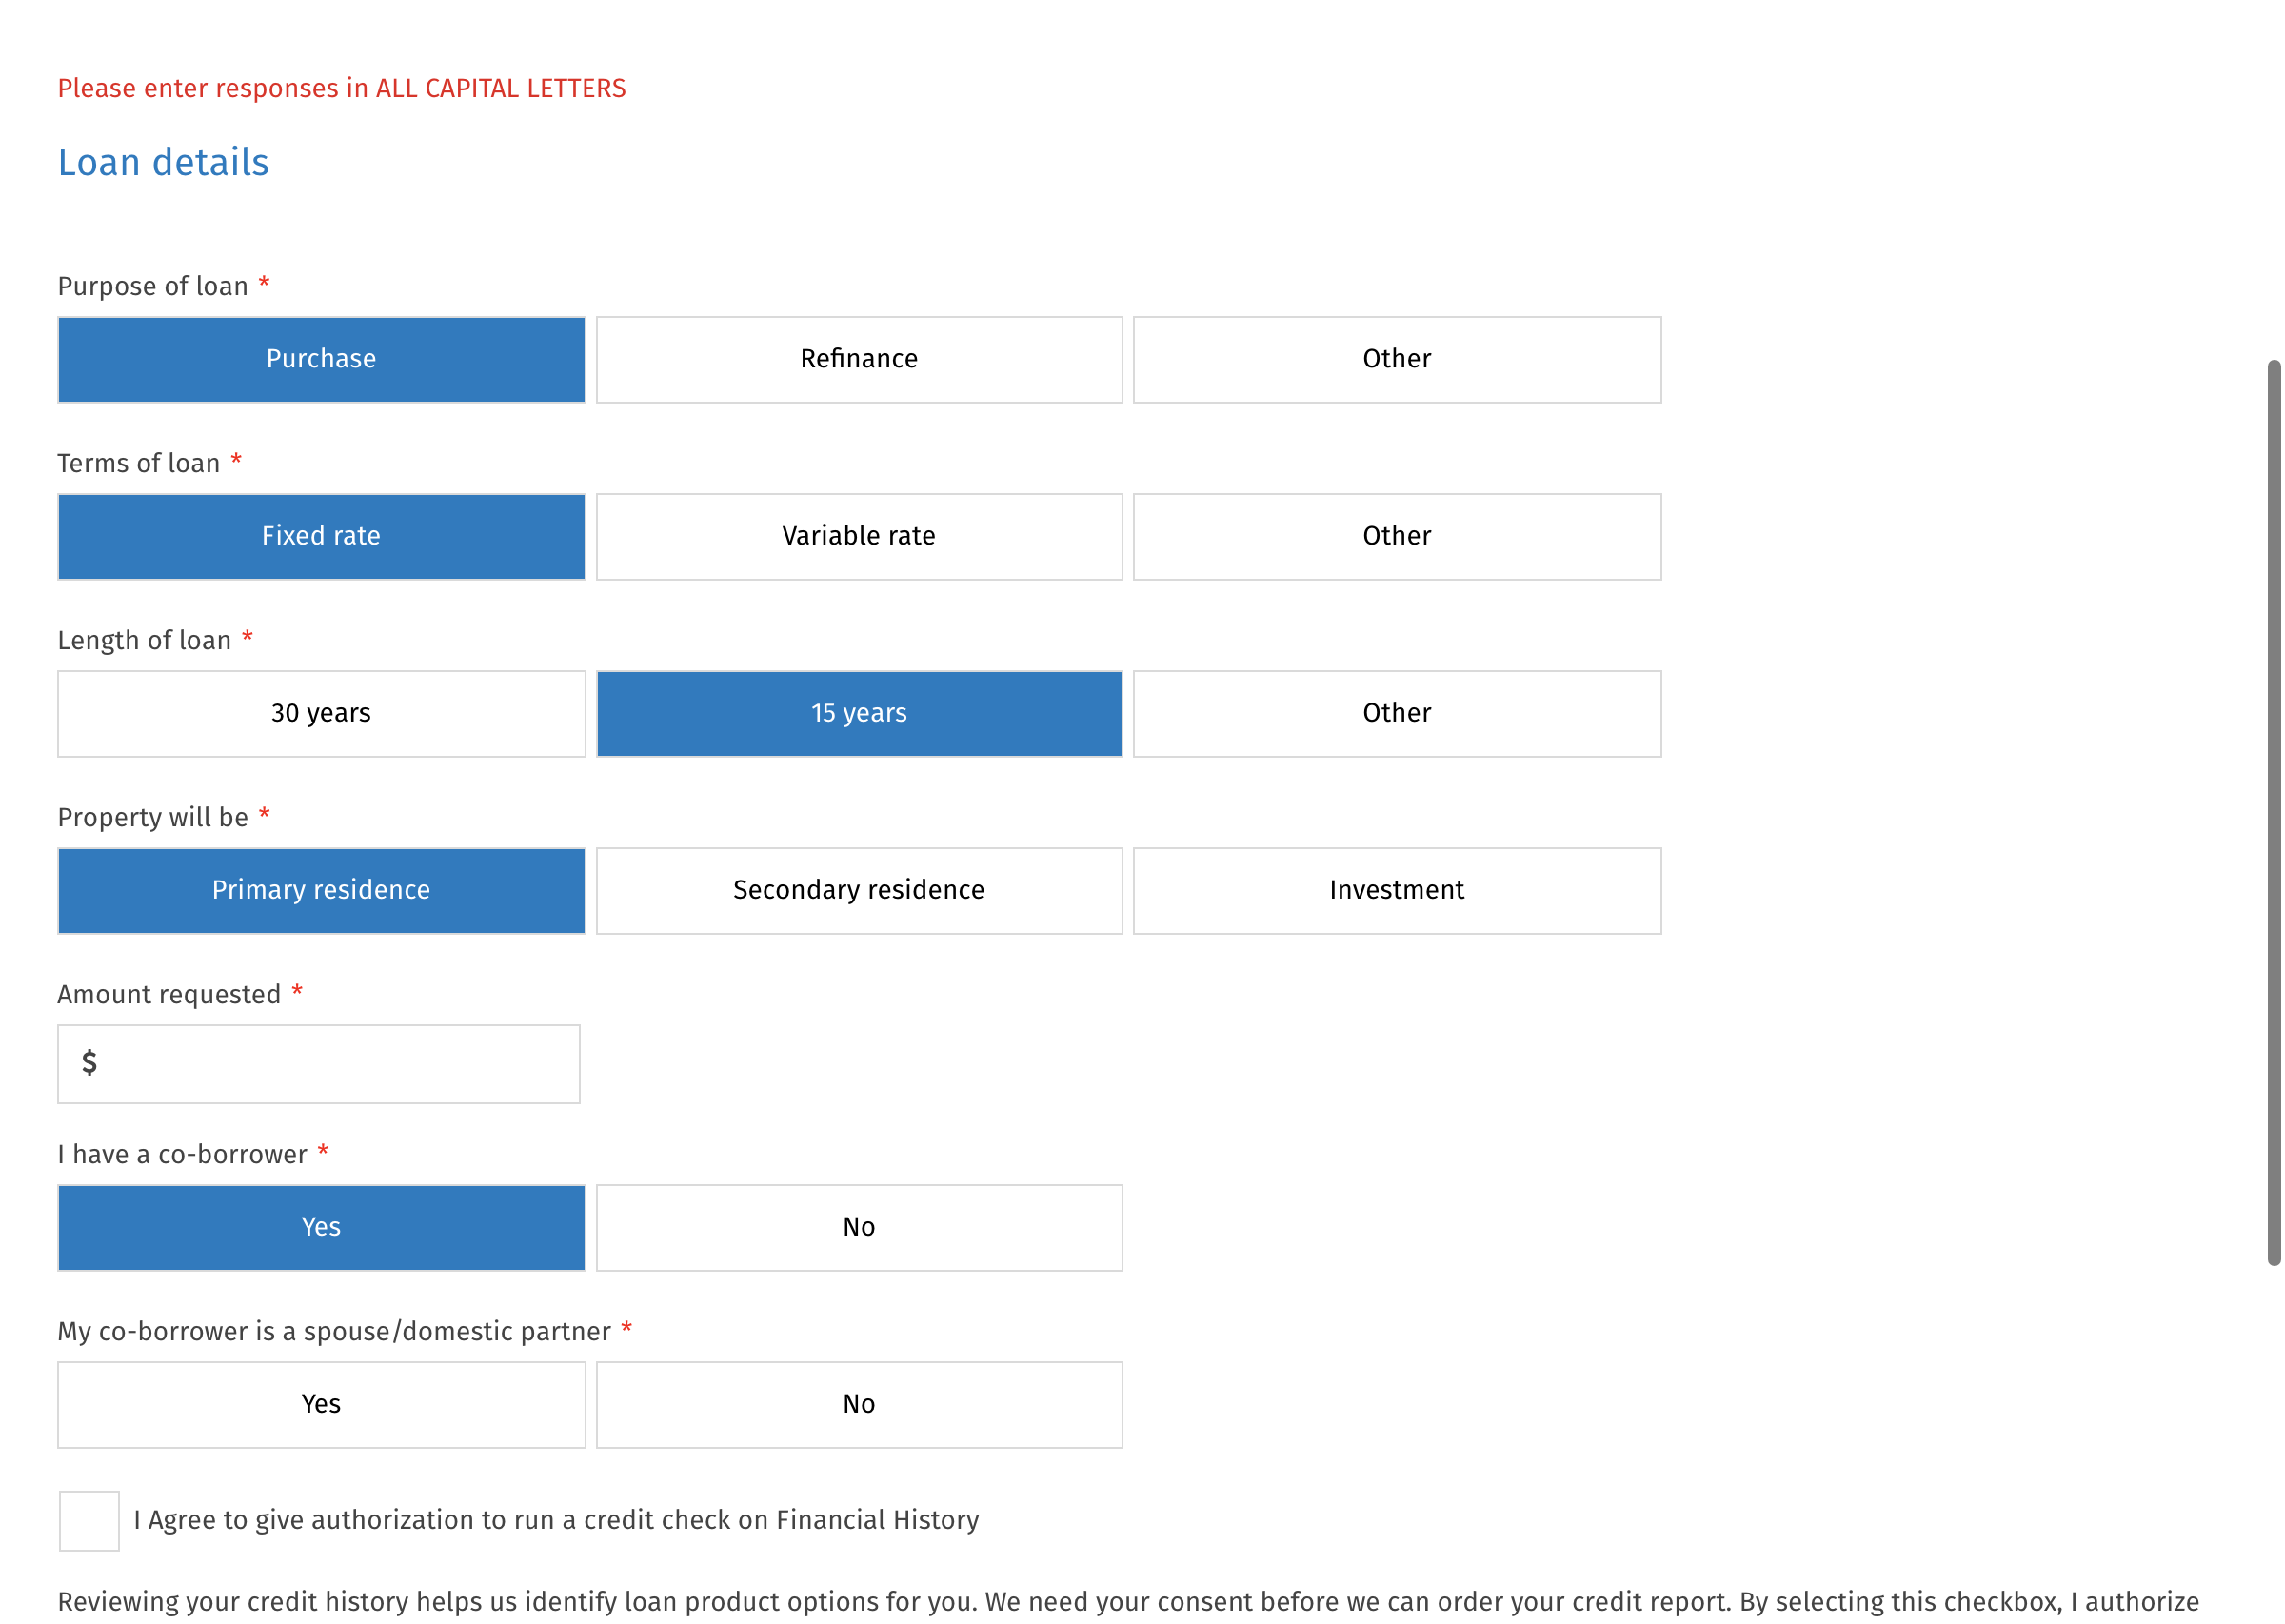 Please enter responses in ALL CAPITAL LETTERS
Loan details
Purpose of loan *
Purchase Refinance Other
Terms of loan *
Fixed rate Variable rate Other
Length of loan *
30 years 15 years Other
Property will be *
Primary residence Secondary residence Investment
Amount requested *
$
I have a co-borrower *
Yes No
My co-borrower is a spouse/domestic partner *
Yes No
I Agree to give authorization to run a credit check on Financial History
Reviewing your credit history helps us identify loan product options for you. We need your consent before we can order your credit report. By selecting this checkbox, I authorize